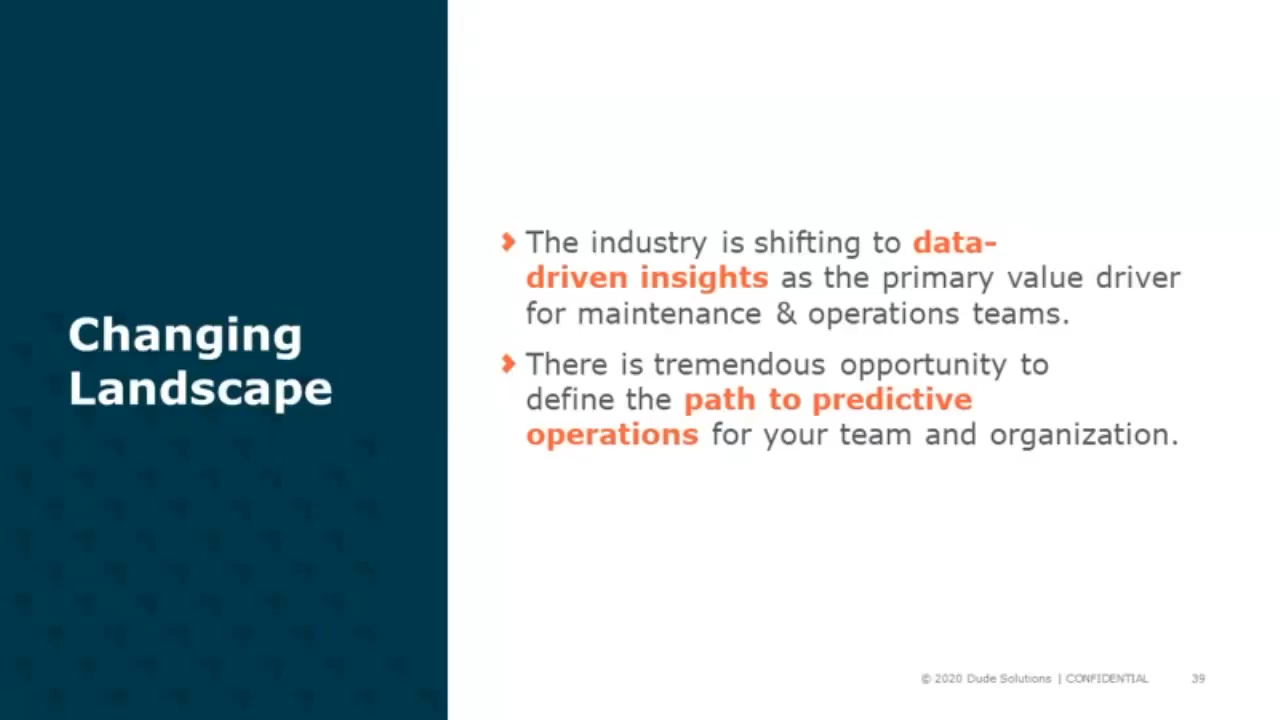 Changing
Landscape
The industry is shifting to data-
driven insights as the primary value driver
for maintenance & operations teams.
There is tremendous opportunity to
define the path to predictive
operations for your team and organization.
© 2020 Dude Solutions | CONFIDENTIAL 39